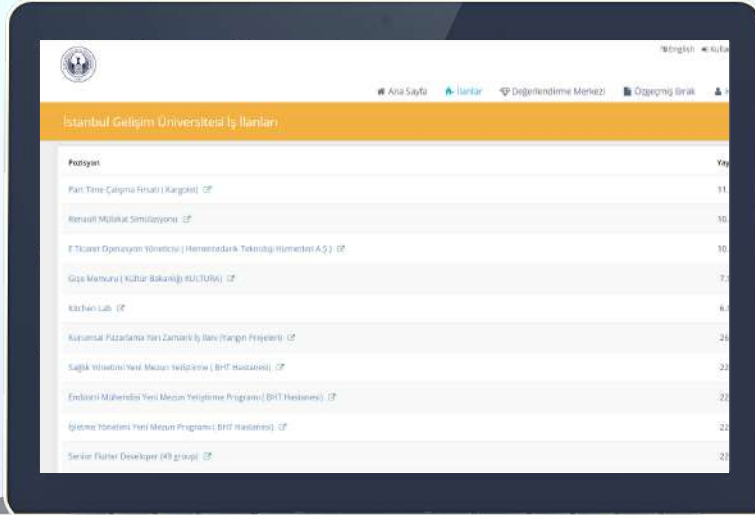 English
Ana Sayfa İlanlar Değerlendirme Merkezi Özgeçmiş Bırak
İstanbul Gelişim Üniversitesi İş İlanları
Pozisyon Yay
Part Time Çalışma Fırsatı ( Kargoist)
Renault Mülakat Simülasyonu
E Ticaret Operasyon Yöneticisi ( Hementedarik Teknoloji Hizmetleri A.Ş )
Gişe Memuru ( Kültür Bakanlığı KULTURA)
Kitchen Lab
Kurumsal Pazarlama Yarı Zamanlı İş İlanı (Yangın Projeleri)
Sağlık Yönetimi Yeni Mezun Yetiştirme ( BHT Hastanesi)
Endüstri Mühendisi Yeni Mezun Yetiştirme Programı ( BHT Hastanesi)
İşletme Yönetimi Yeni Mezun Programı ( BHT Hastanesi)
Senior Flutter Developer (49 group)